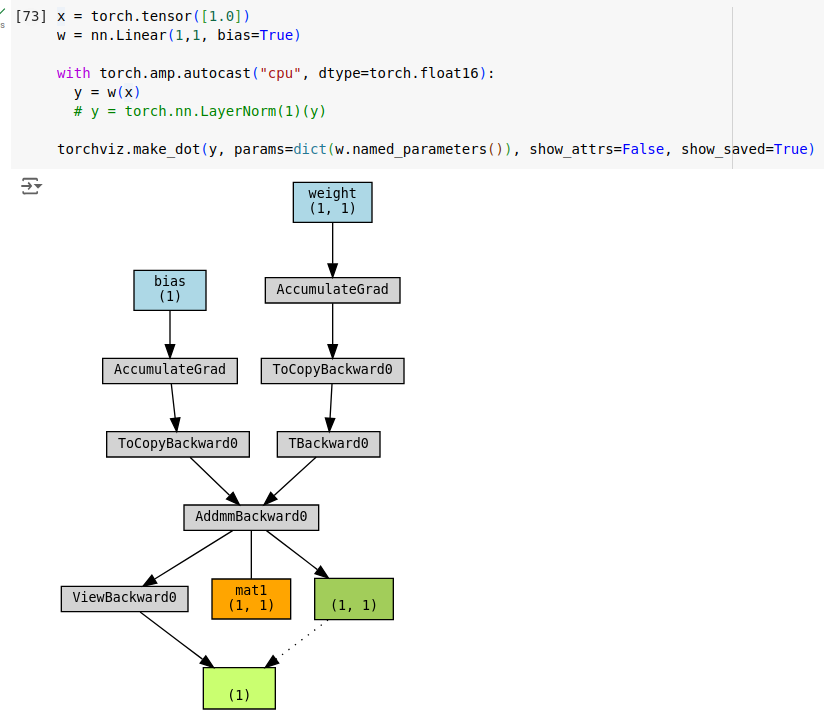 [73] x = torch.tensor([1.0])
w = nn.Linear(1,1, bias=True)
with torch.amp.autocast("cpu", dtype=torch.float16):
y = w(x)
# y = torch.nn.LayerNorm(1)(y)
torchviz.make_dot(y, params=dict(w.named_parameters()), show_attrs=False, show_saved=True)
weight
(1, 1)
bias
(1)
AccumulateGrad
AccumulateGrad
ToCopyBackward0
ToCopyBackward0
TBackward0
AddmmBackward0
ViewBackward0
mat1
(1, 1)
(1, 1)
(1)